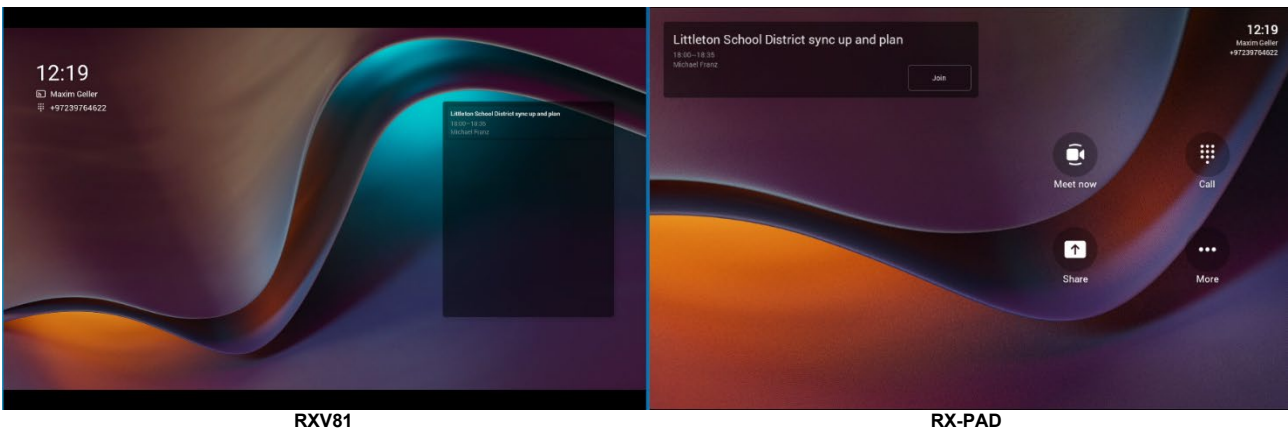 12:19
Maxim Geller
+97239764622
Littleton School District sync up and plan
18:00–18:35
Michael Franz
Littleton School District sync up and plan
18:00–18:35
Michael Franz
Join
12:19
Maxim Geller
+97239764622
Meet now
Call
Share
More
RXV81
RX-PAD